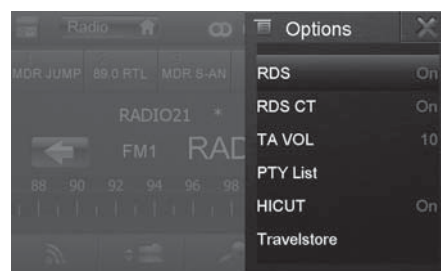 Radio
Options
MDR JUMP 89.0 RTL MDR S-AN
RADIO21 *
FM1 RAD
88 90 92 94 96 98
RDS On
RDS CT On
TA VOL 10
PTY List
HICUT On
Travelstore